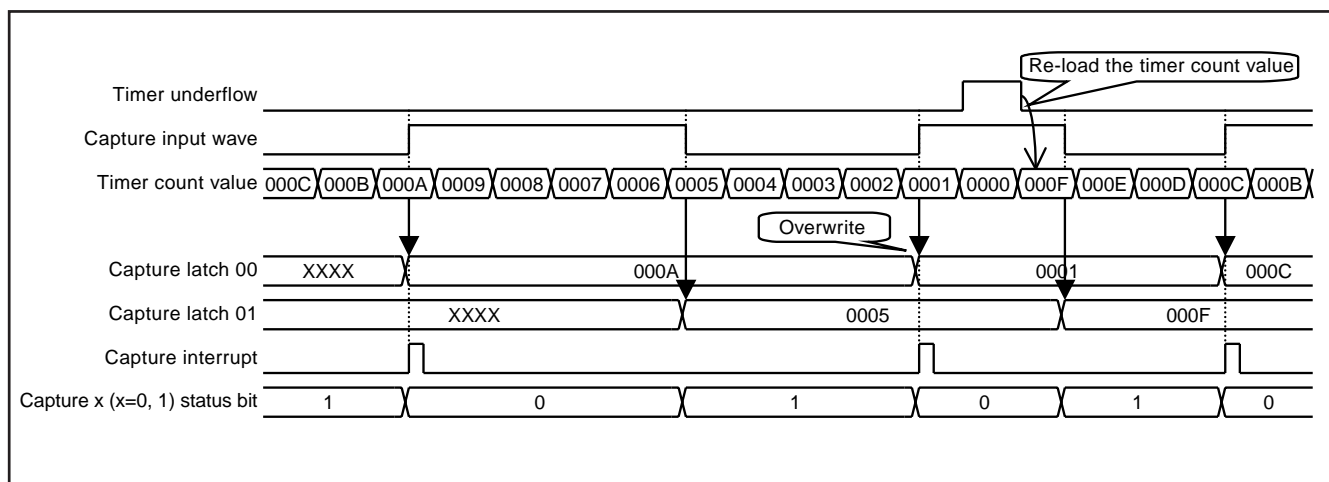 Re-load the timer count value
Timer underflow
Capture input wave
Timer count value 000C 000B 000A 0009 0008 0007 0006 0005 0004 0003 0002 0001 0000 000F 000E 000D 000C 000B
Overwrite
Capture latch 00 XXXX 000A 0001 000C
Capture latch 01 XXXX 0005 000F
Capture interrupt
Capture x (x=0, 1) status bit 1 0 1 0 1 0